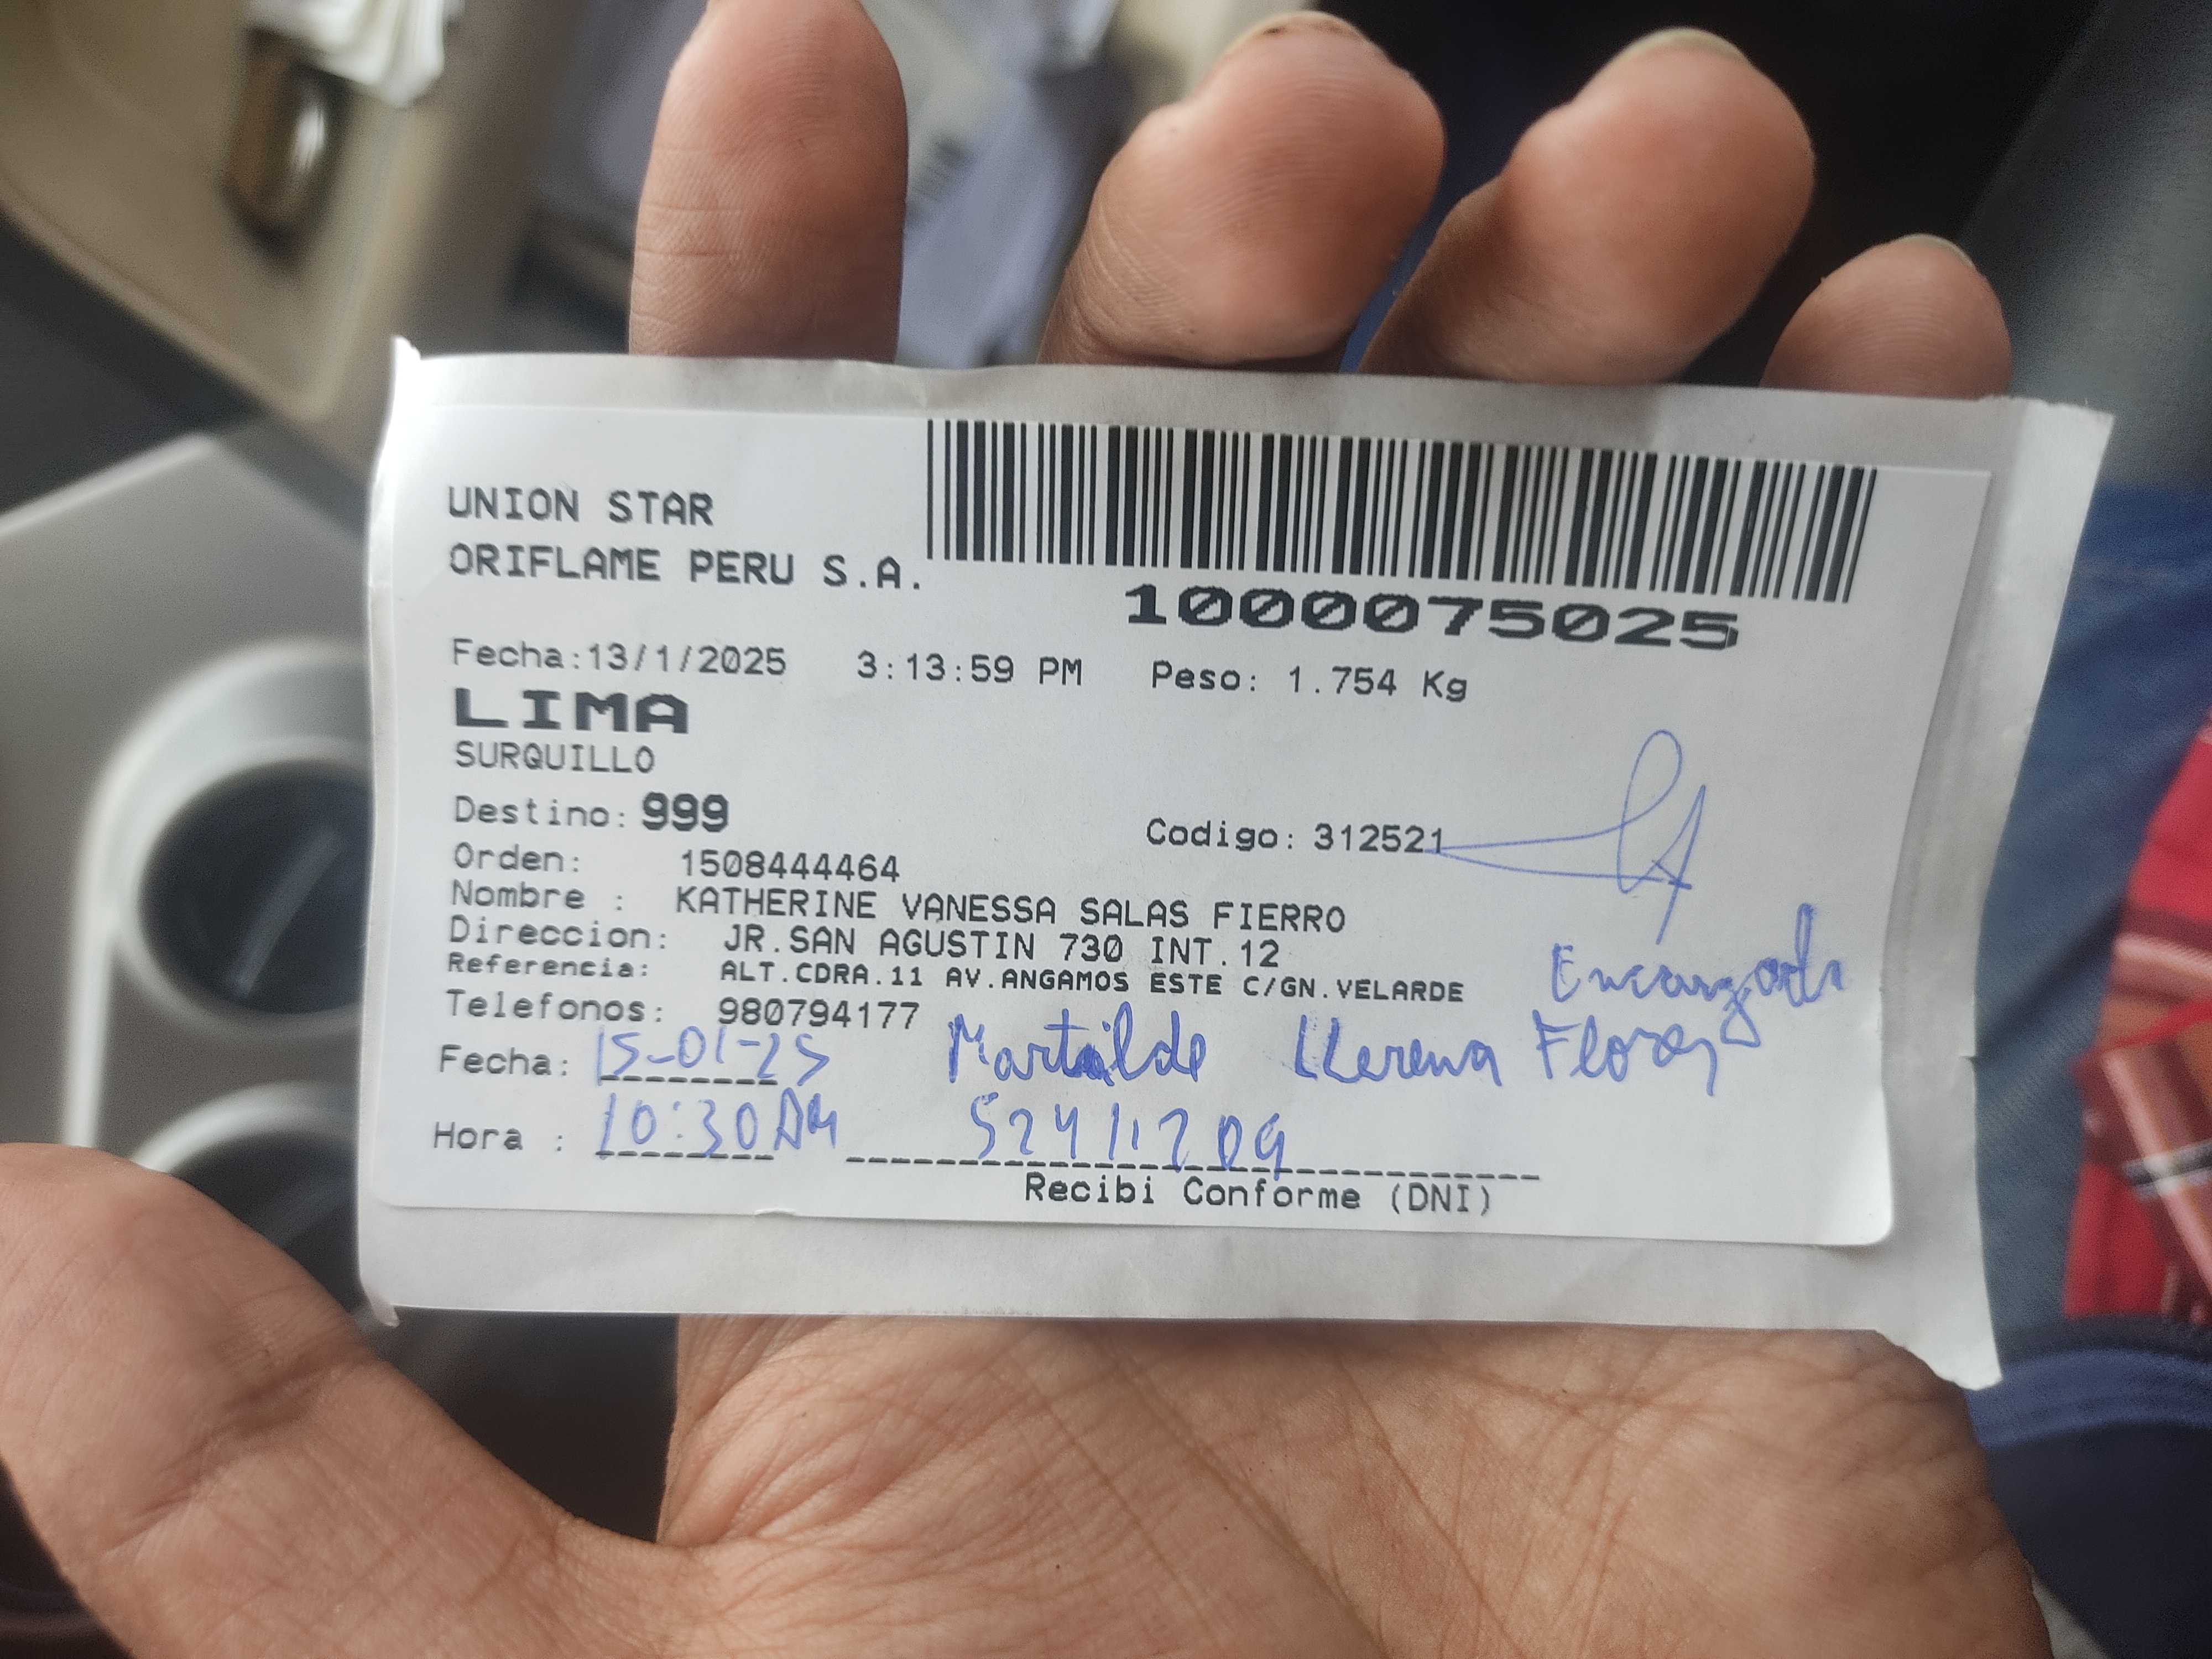 UNION STAR
ORIFLAME PERU S.A.
1000075025
Fecha:13/1/2025 3:13:59 PM Peso: 1.754 Kg
LIMA
SURQUILLO
Destino: 999
Codigo: 312521
Orden: 1508444464
Nombre : KATHERINE VANESSA SALAS FIERRO
Direccion: JR.SAN AGUSTIN 730 INT.12
Referencia: ALT.CDRA.11 AV.ANGAMOS ESTE C/GN.VELARDE
Encargada
Telefonos: 980794177
Fecha: 15-01-25 Martilde Llerena Flores
Hora : 10:30 AM
Recibi Conforme (DNI)